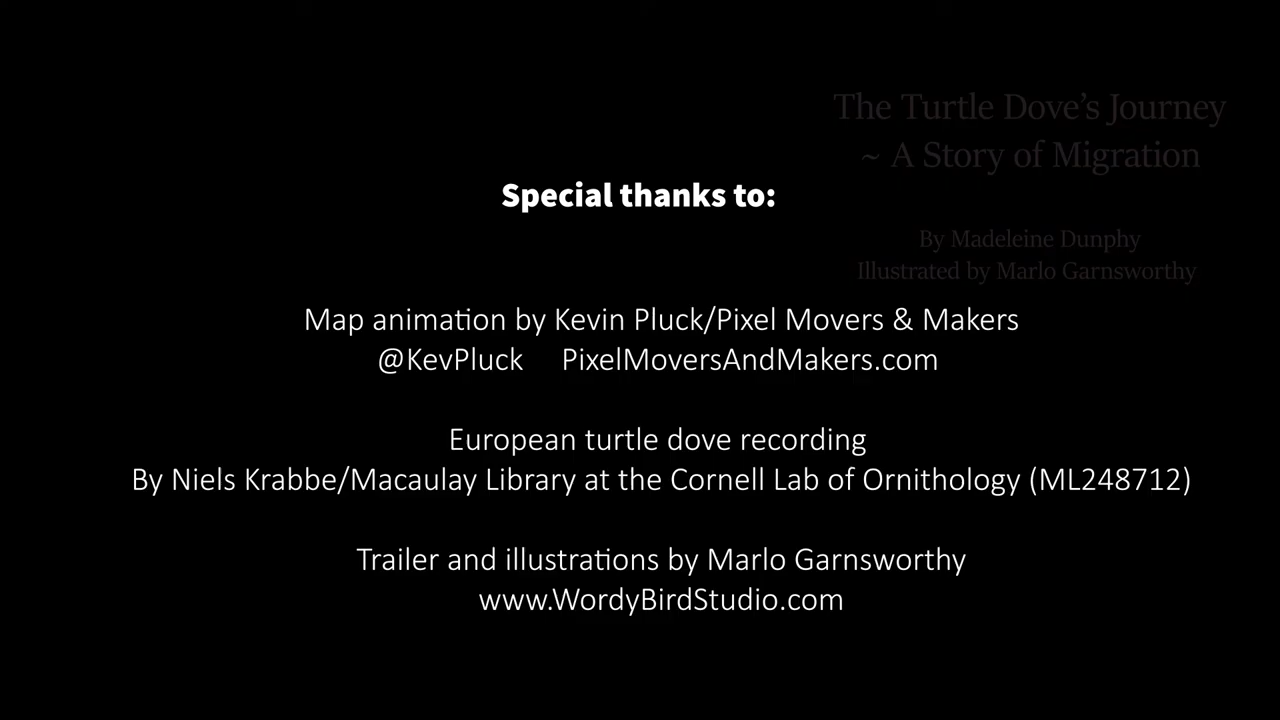 The Turtle Dove's Journey
~ A Story of Migration
Special thanks to:
By Madeleine Dunphy
Illustrated by Marlo Garnsworthy
Map animation by Kevin Pluck/Pixel Movers & Makers
@KevPluck PixelMoversAndMakers.com
European turtle dove recording
By Niels Krabbe/Macaulay Library at the Cornell Lab of Ornithology (ML248712)
Trailer and illustrations by Marlo Garnsworthy
www.WordyBirdStudio.com